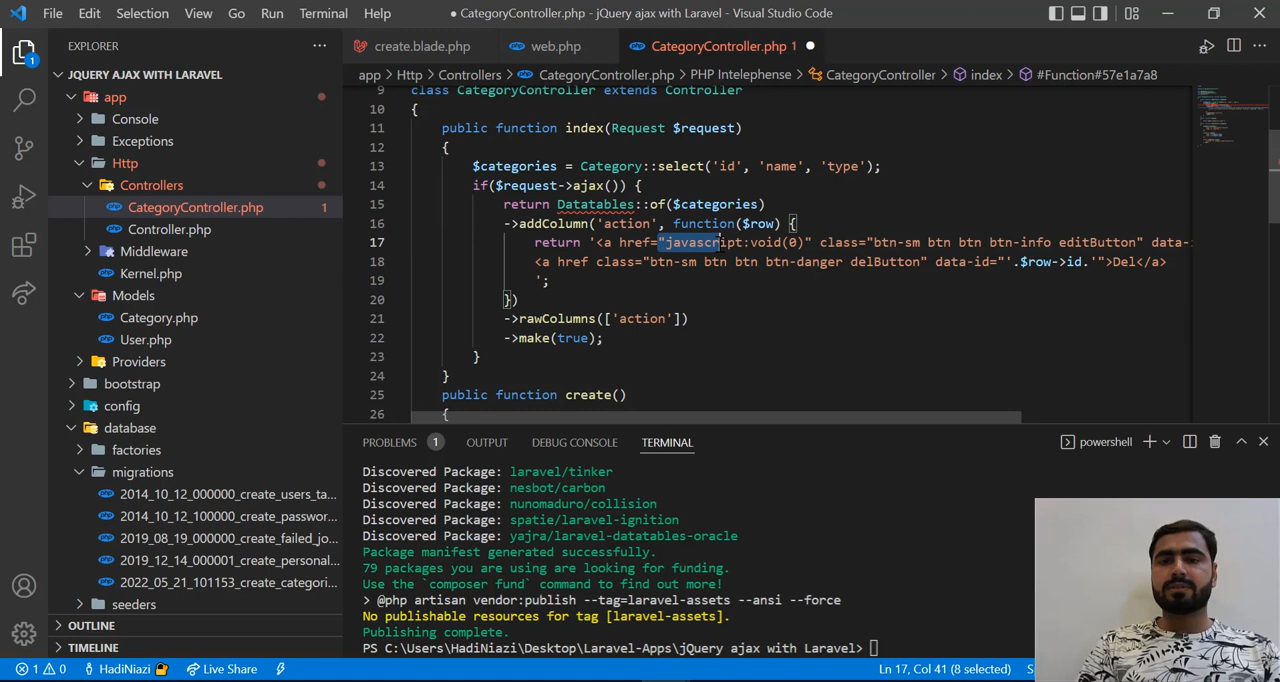 File Edit Selection View Go Run Terminal Help
● CategoryController.php - jQuery ajax with Laravel - Visual Studio Code
EXPLORER
JQUERY AJAX WITH LARAVEL
app
Console
Exceptions
Http
Controllers
CategoryController.php 1
Controller.php
Middleware
Kernel.php
Models
Category.php
User.php
Providers
bootstrap
config
database
factories
migrations
2014_10_12_000000_create_users_ta...
2014_10_12_100000_create_passwor...
2019_08_19_000000_create_failed_jo...
2019_12_14_000001_create_personal...
2022_05_21_101153_create_categori...
seeders
OUTLINE
TIMELINE
create.blade.php web.php CategoryController.php 1 ●
app > Http > Controllers > CategoryController.php > PHP Intelephense > CategoryController > index > #Function#57e1a7a8
9 class CategoryController extends Controller
10 {
11 public function index(Request $request)
12 {
13 $categories = Category::select('id', 'name', 'type');
14 if($request->ajax()) {
15 return Datatables::of($categories)
16 ->addColumn('action', function($row) {
17 return '<a href="javascript:void(0)" class="btn-sm btn btn btn-info editButton" data-
18 <a href class="btn-sm btn btn btn-danger delButton" data-id="'.$row->id.'">Del</a>
19 ';
20 })
21 ->rawColumns(['action'])
22 ->make(true);
23 }
24 }
25 public function create()
26 {
PROBLEMS 1 OUTPUT DEBUG CONSOLE TERMINAL
powershell
Discovered Package: laravel/tinker
Discovered Package: nesbot/carbon
Discovered Package: nunomaduro/collision
Discovered Package: spatie/laravel-ignition
Discovered Package: yajra/laravel-datatables-oracle
Package manifest generated successfully.
79 packages you are using are looking for funding.
Use the `composer fund` command to find out more!
> @php artisan vendor:publish --tag=laravel-assets --ansi --force
No publishable resources for tag [laravel-assets].
Publishing complete.
PS C:\Users\HadiNiazi\Desktop\Laravel-Apps\jQuery ajax with Laravel>
1 0 HadiNiazi Live Share Ln 17, Col 41 (8 selected)